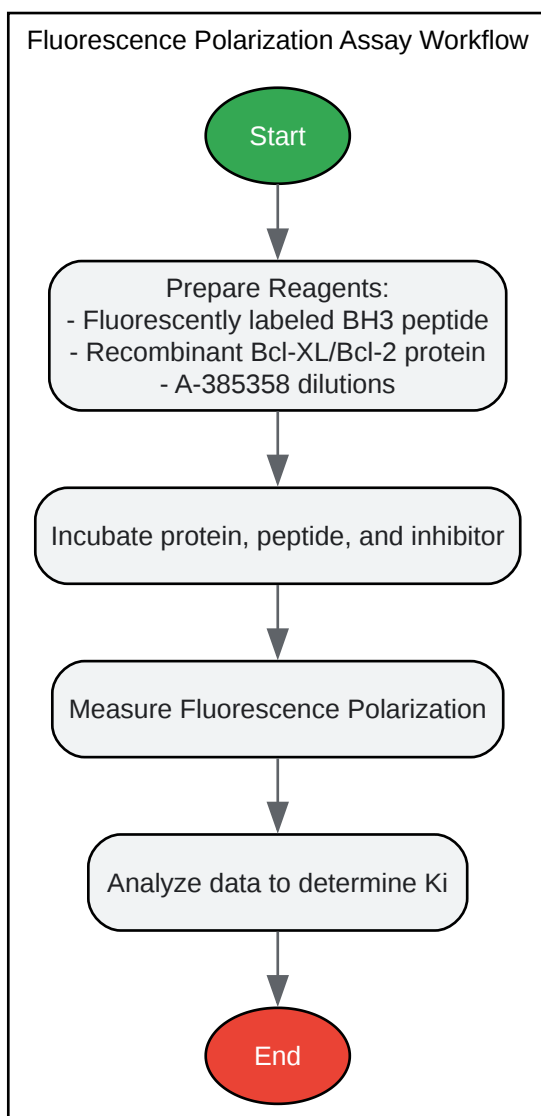 Fluorescence Polarization Assay Workflow
Start
Prepare Reagents:
- Fluorescently labeled BH3 peptide
- Recombinant Bcl-XL/Bcl-2 protein
- A-385358 dilutions
Incubate protein, peptide, and inhibitor
Measure Fluorescence Polarization
Analyze data to determine Ki
End